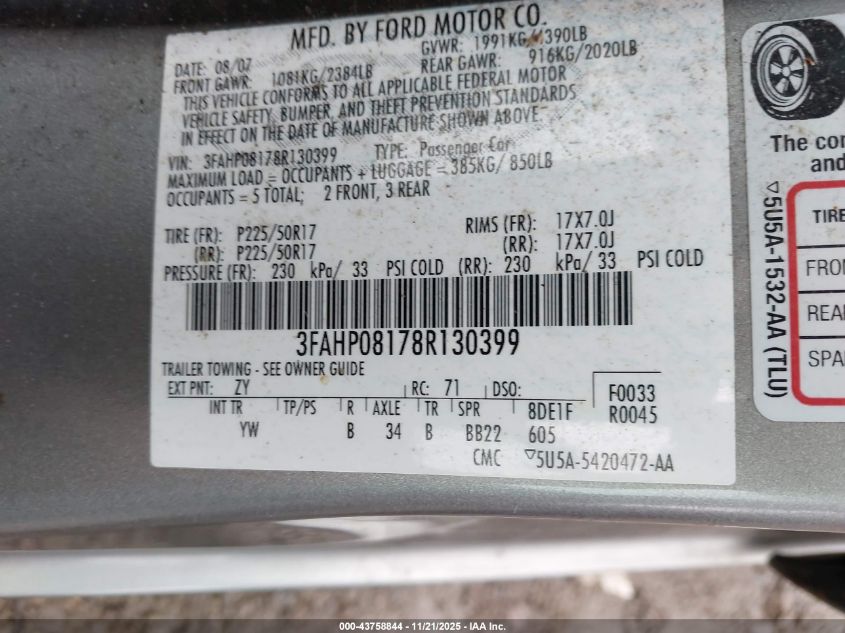 MFD. BY FORD MOTOR CO.
DATE: 08/07 GVWR: 1991KG/4390LB
FRONT GAWR: 1081KG/2384LB REAR GAWR: 916KG/2020LB
THIS VEHICLE CONFORMS TO ALL APPLICABLE FEDERAL MOTOR
VEHICLE SAFETY, BUMPER, AND THEFT PREVENTION STANDARDS
IN EFFECT ON THE DATE OF MANUFACTURE SHOWN ABOVE
VIN: 3FAHP08178R130399 TYPE: Passenger Car
MAXIMUM LOAD = OCCUPANTS + LUGGAGE = 385KG/ 850LB
OCCUPANTS = 5 TOTAL; 2 FRONT, 3 REAR
TIRE (FR): P225/50R17 RIMS (FR): 17X7.0J
(RR): P225/50R17 (RR): 17X7.0J
PRESSURE (FR): 230 kPa/ 33 PSI COLD (RR): 230 kPa/ 33 PSI COLD
3FAHP08178R130399
TRAILER TOWING - SEE OWNER GUIDE
EXT PNT: ZY RC: 71 DSO: F0033
INT TR TP/PS R AXLE TR SPR 8DE1F R0045
YW B 34 B BB22 605
CMC ▽5U5A-5420472-AA
The
and
▽5U5A-1532-AA (TLU)
TIRE
000-43758844 - 11/21/2025 - IAA Inc.